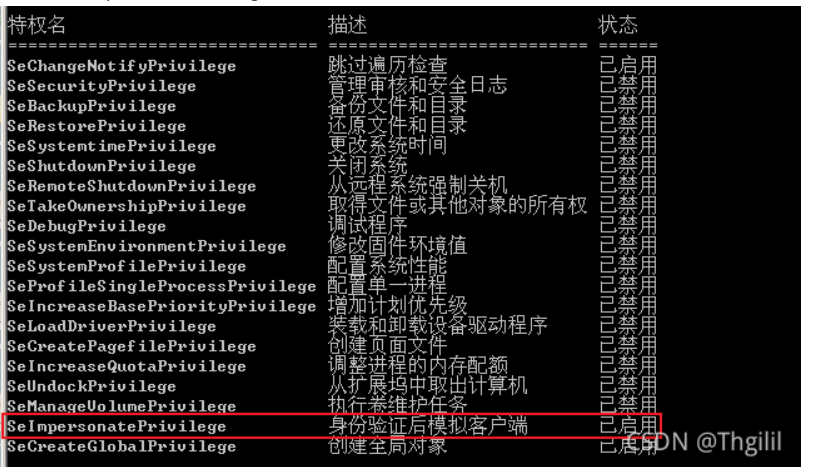 特权名 描述 状态
============================= ========================== ======
SeChangeNotifyPrivilege 跳过遍历检查 已启用
SeSecurityPrivilege 管理审核和安全日志 已禁用
SeBackupPrivilege 备份文件和目录 已禁用
SeRestorePrivilege 还原文件和目录 已禁用
SeSystemtimePrivilege 更改系统时间 已禁用
SeShutdownPrivilege 关闭系统 已禁用
SeRemoteShutdownPrivilege 从远程系统强制关机 已禁用
SeTakeOwnershipPrivilege 取得文件或其他对象的所有权 已禁用
SeDebugPrivilege 调试程序 已禁用
SeSystemEnvironmentPrivilege 修改固件环境值 已禁用
SeSystemProfilePrivilege 配置系统性能 已禁用
SeProfileSingleProcessPrivilege 配置单一进程 已禁用
SeIncreaseBasePriorityPrivilege 增加计划优先级 已禁用
SeLoadDriverPrivilege 装载和卸载设备驱动程序 已禁用
SeCreatePagefilePrivilege 创建页面文件 已禁用
SeIncreaseQuotaPrivilege 调整进程的内存配额 已禁用
SeUndockPrivilege 从扩展坞中取出计算机 已禁用
SeManageVolumePrivilege 执行卷维护任务 已禁用
SeImpersonatePrivilege 身份验证后模拟客户端 已启用
SeCreateGlobalPrivilege 创建全局对象 已启用
CSDN @Thgilil